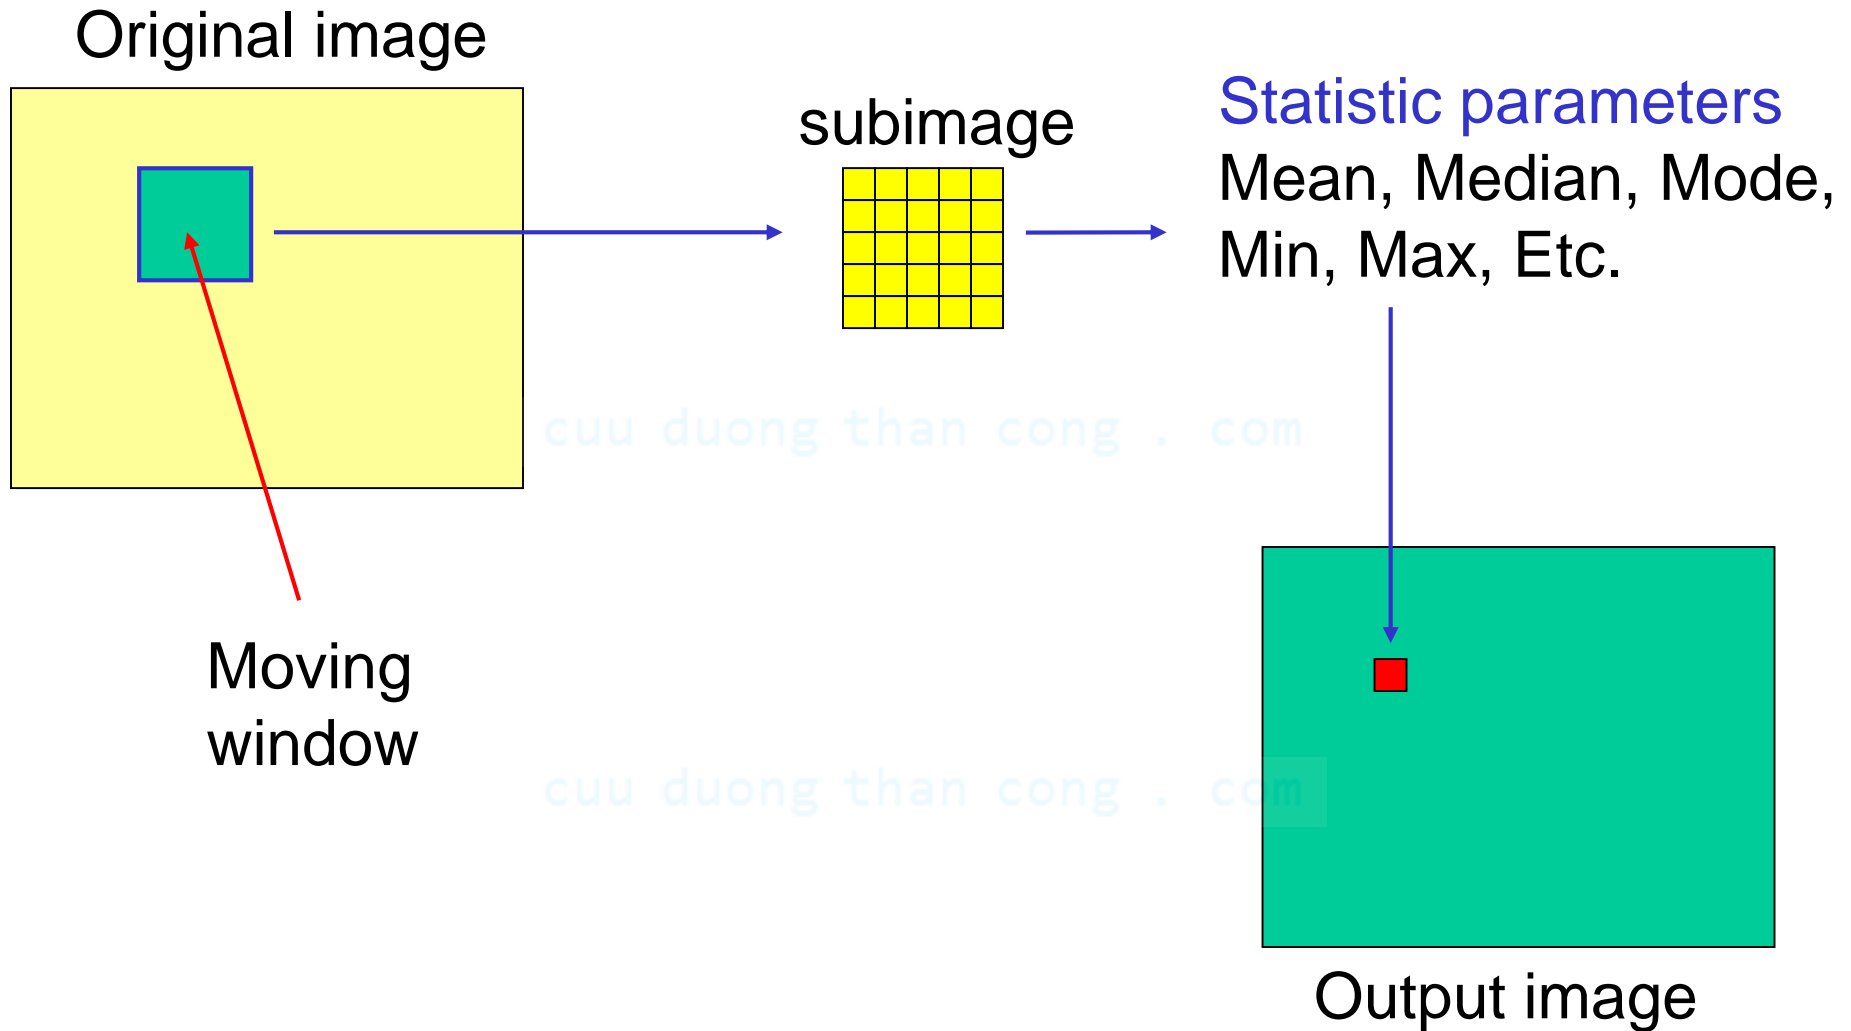 Original image
subimage
Statistic parameters
Mean, Median, Mode,
Min, Max, Etc.
cuu duong than cong . com
Moving
window
cuu duong than cong . com
Output image